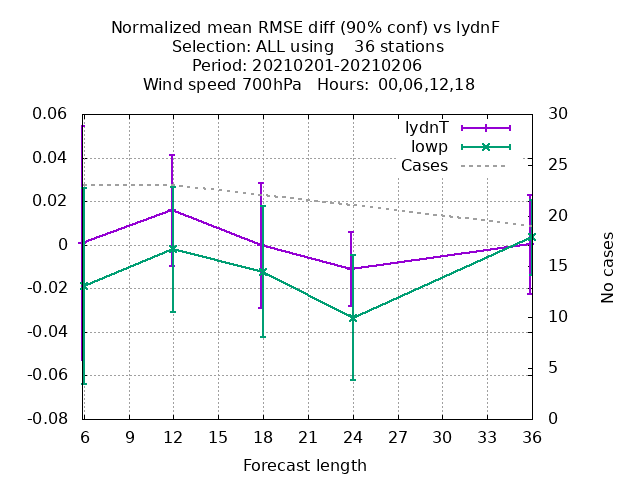 Normalized mean RMSE diff (90% conf) vs lydnF
Selection: ALL using    36 stations
Period: 20210201-20210206
Wind speed 700hPa   Hours:  00,06,12,18
0.06 30
lydnT
lowp
Cases
0.04 25
0.02 20
0 15
-0.02
-0.04 10
-0.06 5
-0.08 0
No cases
6 9 12 15 18 21 24 27 30 33 36
Forecast length